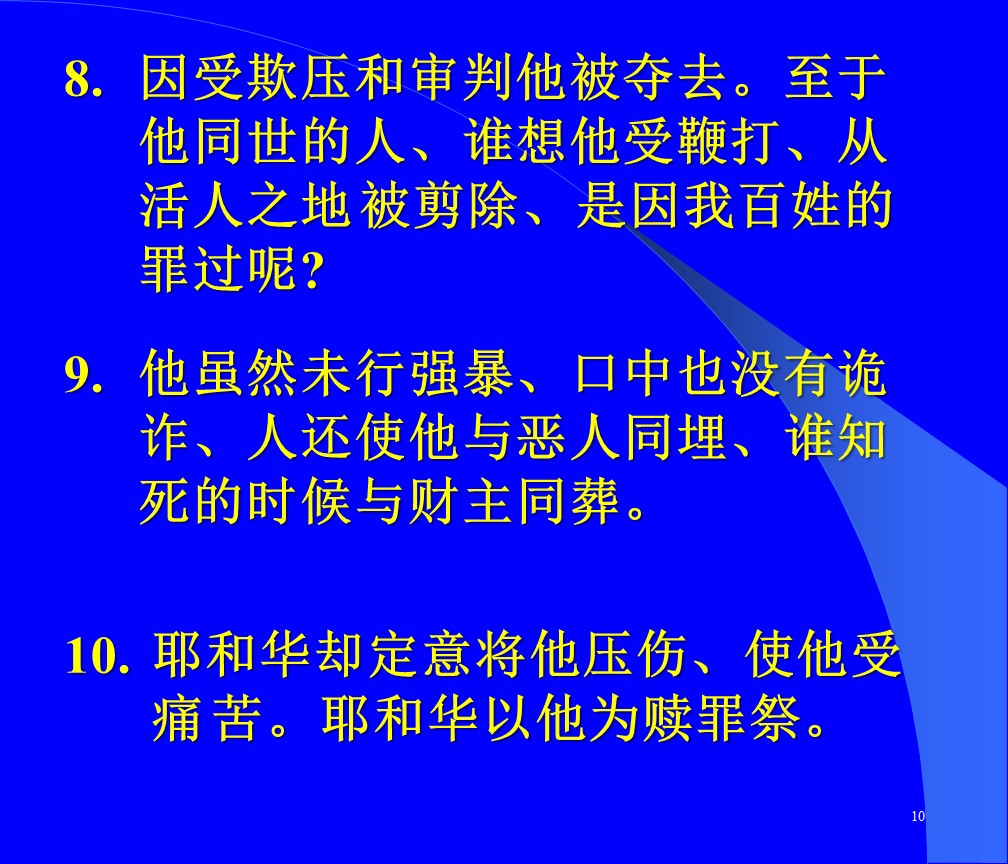 8. 因受欺压和审判他被夺去。至于
他同世的人、谁想他受鞭打、从
活人之地被剪除、是因我百姓的
罪过呢?
9. 他虽然未行强暴、口中也没有诡
诈、人还使他与恶人同埋、谁知
死的时候与财主同葬。
10. 耶和华却定意将他压伤、使他受
痛苦。耶和华以他为赎罪祭。
10